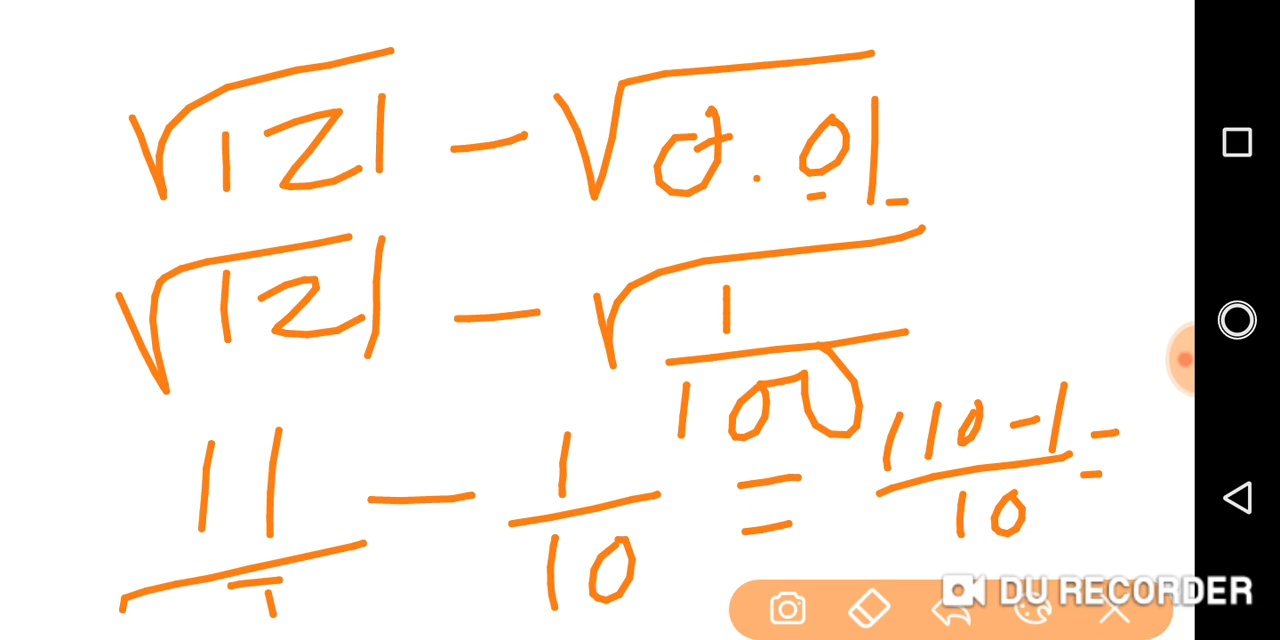 √121 - √0.01
√121 - √1/100
11/1 - 1/10 = 110-1/10 =
DU RECORDER